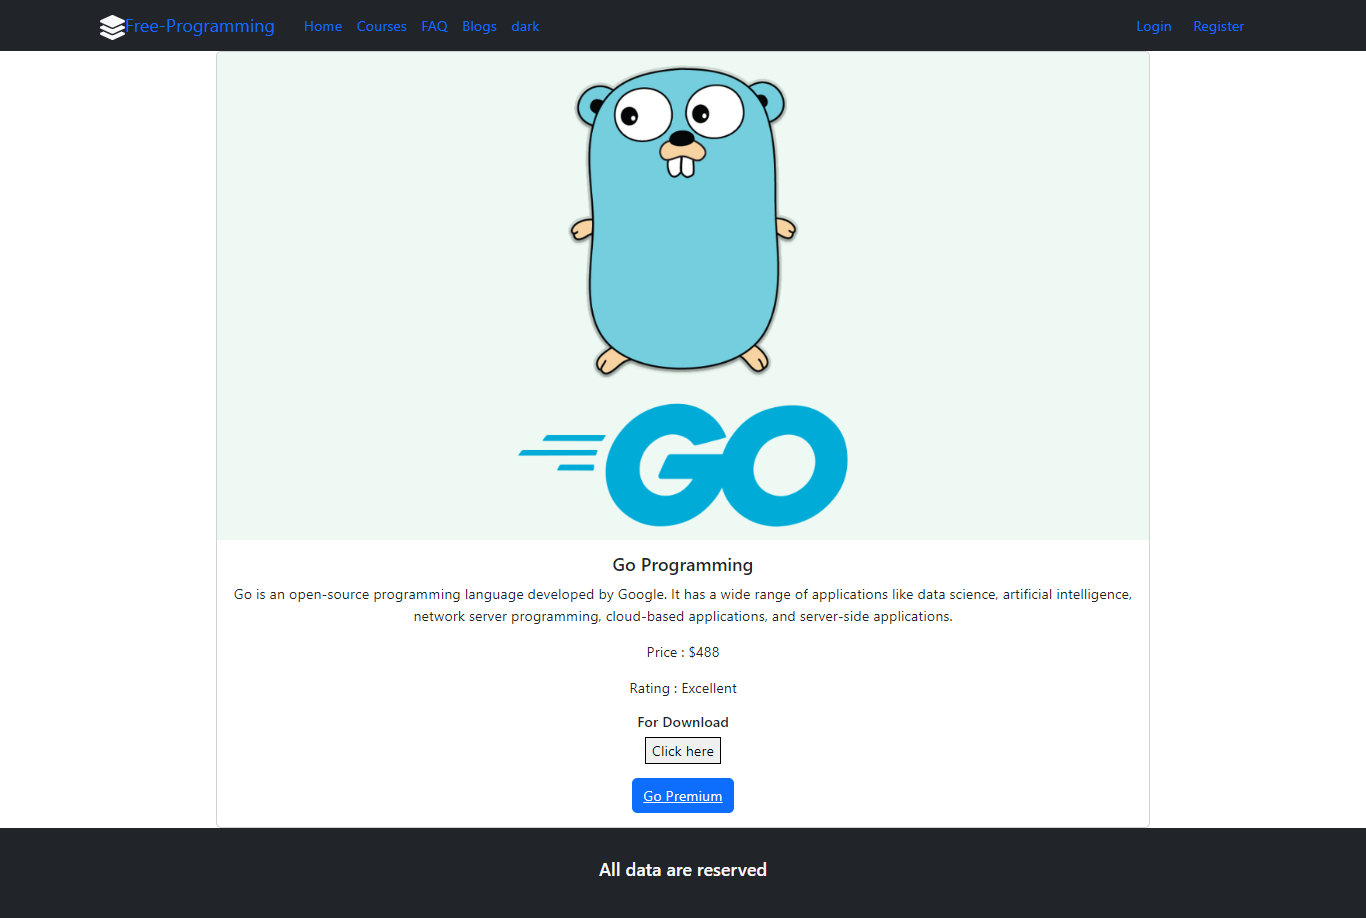 Free-Programming Home Courses FAQ Blogs dark Login Register
GO
Go Programming
Go is an open-source programming language developed by Google. It has a wide range of applications like data science, artificial intelligence,
network server programming, cloud-based applications, and server-side applications.
Price : $488
Rating : Excellent
For Download
Click here
Go Premium
All data are reserved